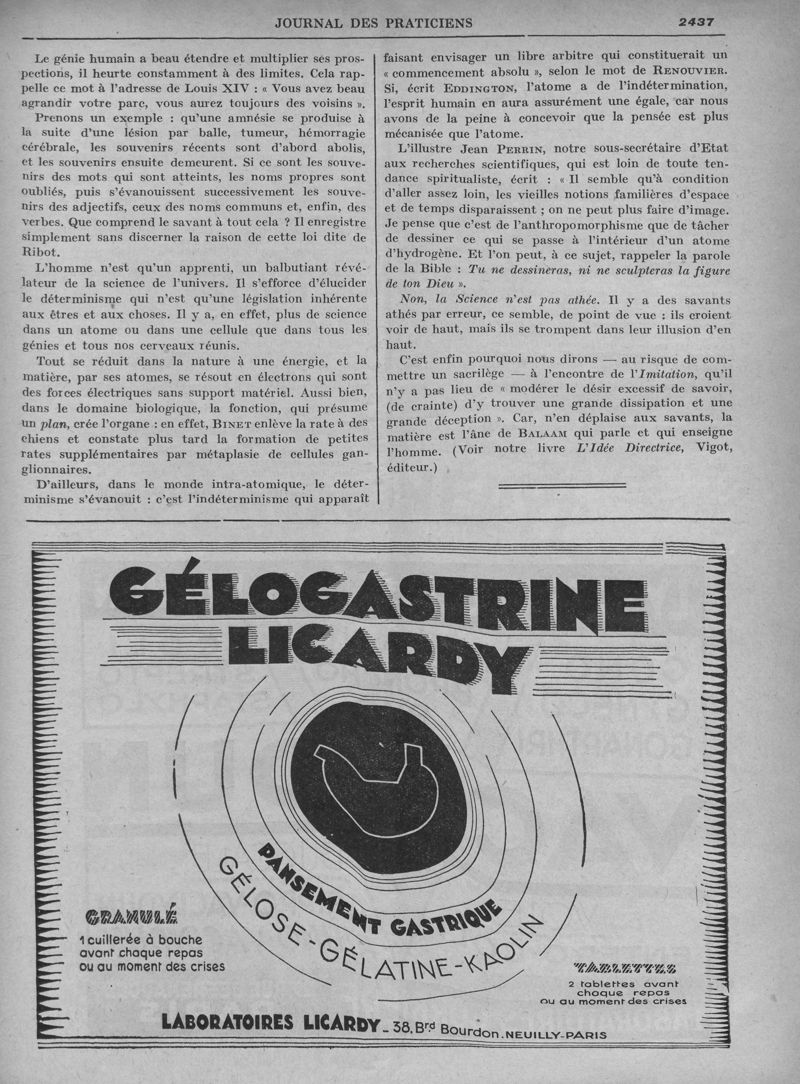 JOURNAL DES PRATICIENS 2437
Le génie humain a beau étendre et multiplier ses pros-
pections, il heurte constamment à des limites. Cela rap-
pelle ce mot à l'adresse de Louis XIV : « Vous avez beau
agrandir votre parc, vous aurez toujours des voisins ».
Prenons un exemple : qu'une amnésie se produise à
la suite d'une lésion par balle, tumeur, hémorragie
cérébrale, les souvenirs récents sont d'abord abolis,
et les souvenirs ensuite demeurent. Si ce sont les souve-
nirs des mots qui sont atteints, les noms propres sont
oubliés, puis s'évanouissent successivement les souve-
nirs des adjectifs, ceux des noms communs et, enfin, des
verbes. Que comprend le savant à tout cela ? Il enregistre
simplement sans discerner la raison de cette loi dite de
Ribot.
L'homme n'est qu'un apprenti, un balbutiant révé-
lateur de la science de l'univers. Il s'efforce d'élucider
le déterminisme qui n'est qu'une législation inhérente
aux êtres et aux choses. Il y a, en effet, plus de science
dans un atome ou dans une cellule que dans tous les
génies et tous nos cerveaux réunis.
Tout se réduit dans la nature à une énergie, et la
matière, par ses atomes, se résout en électrons qui sont
des forces électriques sans support matériel. Aussi bien,
dans le domaine biologique, la fonction, qui présume
un plan, crée l'organe : en effet, BINET enlève la rate à des
chiens et constate plus tard la formation de petites
rates supplémentaires par métaplasie de cellules gan-
glionnaires.
D'ailleurs, dans le monde intra-atomique, le déter-
minisme s'évanouit : c'est l'indéterminisme qui apparaît
faisant envisager un libre arbitre qui constituerait un
« commencement absolu », selon le mot de RENOUVIER.
Si, écrit EDDINGTON, l'atome a de l'indétermination,
l'esprit humain en aura assurément une égale, car nous
avons de la peine à concevoir que la pensée est plus
mécanisée que l'atome.
L'illustre Jean PERRIN, notre sous-secrétaire d'Etat
aux recherches scientifiques, qui est loin de toute ten-
dance spiritualiste, écrit : « Il semble qu'à condition
d'aller assez loin, les vieilles notions familières d'espace
et de temps disparaissent ; on ne peut plus faire d'image.
Je pense que c'est de l'anthropomorphisme que de tâcher
de dessiner ce qui se passe à l'intérieur d'un atome
d'hydrogène. Et l'on peut, à ce sujet, rappeler la parole
de la Bible : Tu ne dessineras, ni ne sculpteras la figure
de ton Dieu ».
Non, la Science n'est pas athée. Il y a des savants
athés par erreur, ce semble, de point de vue : ils croient
voir de haut, mais ils se trompent dans leur illusion d'en
haut.
C'est enfin pourquoi nous dirons — au risque de com-
mettre un sacrilège — à l'encontre de l'Imitation, qu'il
n'y a pas lieu de « modérer le désir excessif de savoir,
(de crainte) d'y trouver une grande dissipation et une
grande déception ». Car, n'en déplaise aux savants, la
matière est l'âne de BALAAM qui parle et qui enseigne
l'homme. (Voir notre livre L'Idée Directrice, Vigot,
éditeur.)
GÉLOGASTRINE
LICARDY
PANSEMENT GASTRIQUE
GÉLOSE-GÉLATINE-KAOLIN
GRANULÉ
1 cuillerée à bouche
avant chaque repas
ou au moment des crises
TABLETTES
2 tablettes avant
chaque repas
ou au moment des crises
LABORATOIRES LICARDY - 38, Brd Bourdon. NEUILLY-PARIS